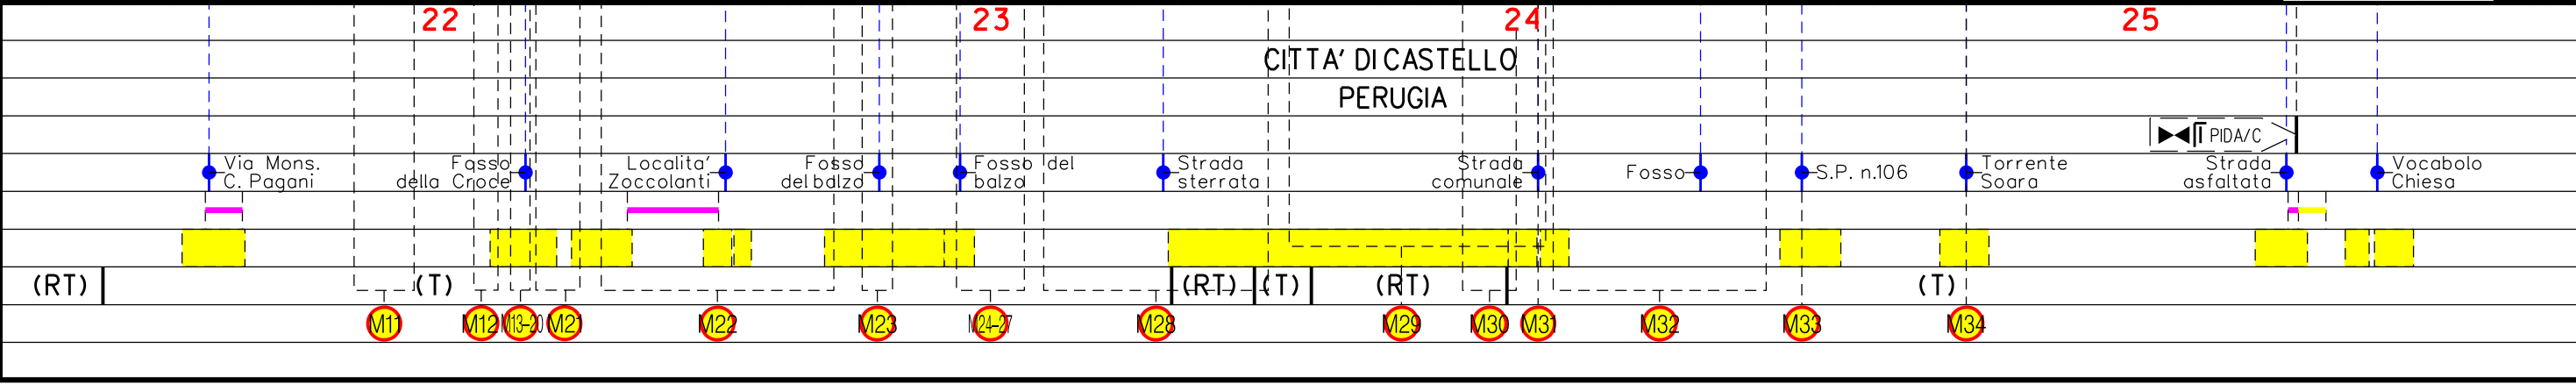 22 23 24 25
CITTA' DI CASTELLO
PERUGIA
PIDA/C
Via Mons. Fosso Localita' Fosso Fosso del Strada Strada Torrente Strada Vocabolo
C. Pagani della Croce Zoccolanti del balzo balzo sterrata comunale Fosso S.P. n.106 Soara asfaltata Chiesa
(RT) (T) (RT) (T) (RT) (T)
M11 M12 M13-20 M21 M22 M23 M24-27 M28 M29 M30 M31 M32 M33 M34